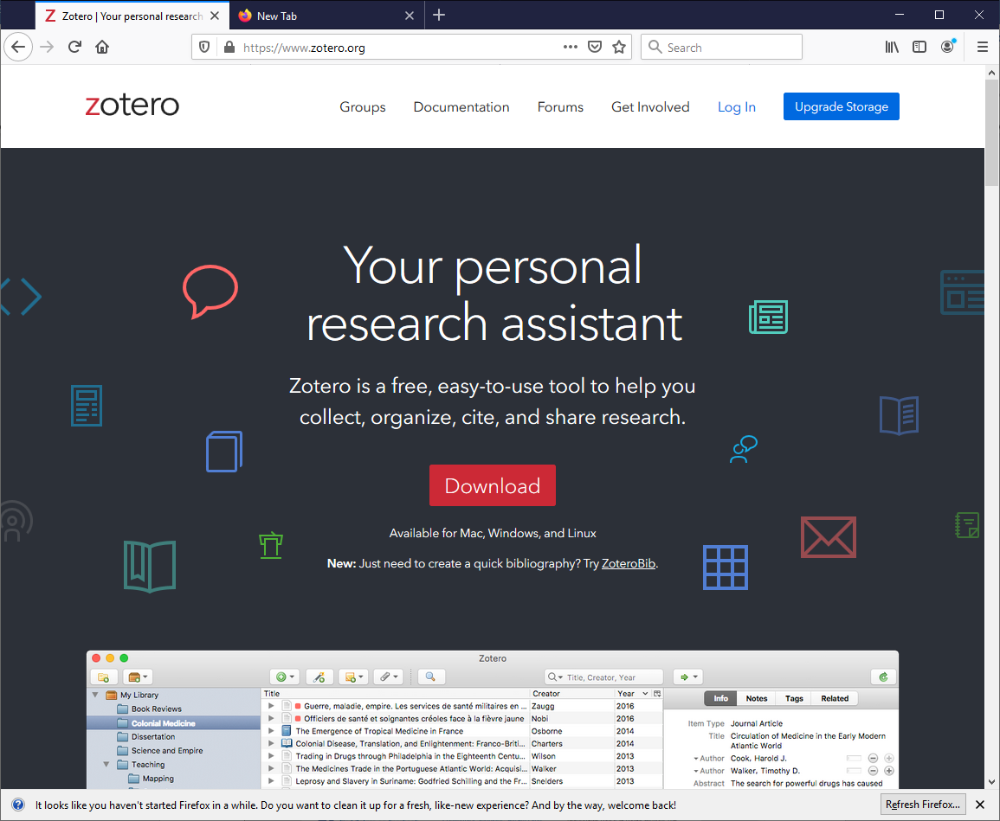 Zotero | Your personal research
New Tab
https://www.zotero.org
Search
zotero
Groups
Documentation
Forums
Get Involved
Log In
Upgrade Storage
Your personal
research assistant
Zotero is a free, easy-to-use tool to help you
collect, organize, cite, and share research.
Download
Available for Mac, Windows, and Linux
New: Just need to create a quick bibliography? Try ZoteroBib.
Zotero
Title, Creator, Year
My Library
Book Reviews
Colonial Medicine
Dissertation
Science and Empire
Teaching
Mapping
Title Creator Year
Guerre, maladie, empire. Les services de santé militaires en ... Zaugg 2016
Officiers de santé et soignantes créoles face à la fièvre jaune Nobi 2016
The Emergence of Tropical Medicine in France Osborne 2014
Colonial Disease, Translation, and Enlightenment: Franco-Briti... Charters 2014
Trading in Drugs through Philadelphia in the Eighteenth Centu... Wilson 2013
The Medicines Trade in the Portuguese Atlantic World: Acquisi... Walker 2013
Leprosy and Slavery in Suriname: Godfried Schilling and the Fr... Snelders 2013
Info Notes Tags Related
Item Type Journal Article
Title Circulation of Medicine in the Early Modern
Atlantic World
Author Cook, Harold J.
Author Walker, Timothy D.
Abstract The search for powerful drugs has caused
It looks like you haven't started Firefox in a while. Do you want to clean it up for a fresh, like-new experience? And by the way, welcome back!
Refresh Firefox...